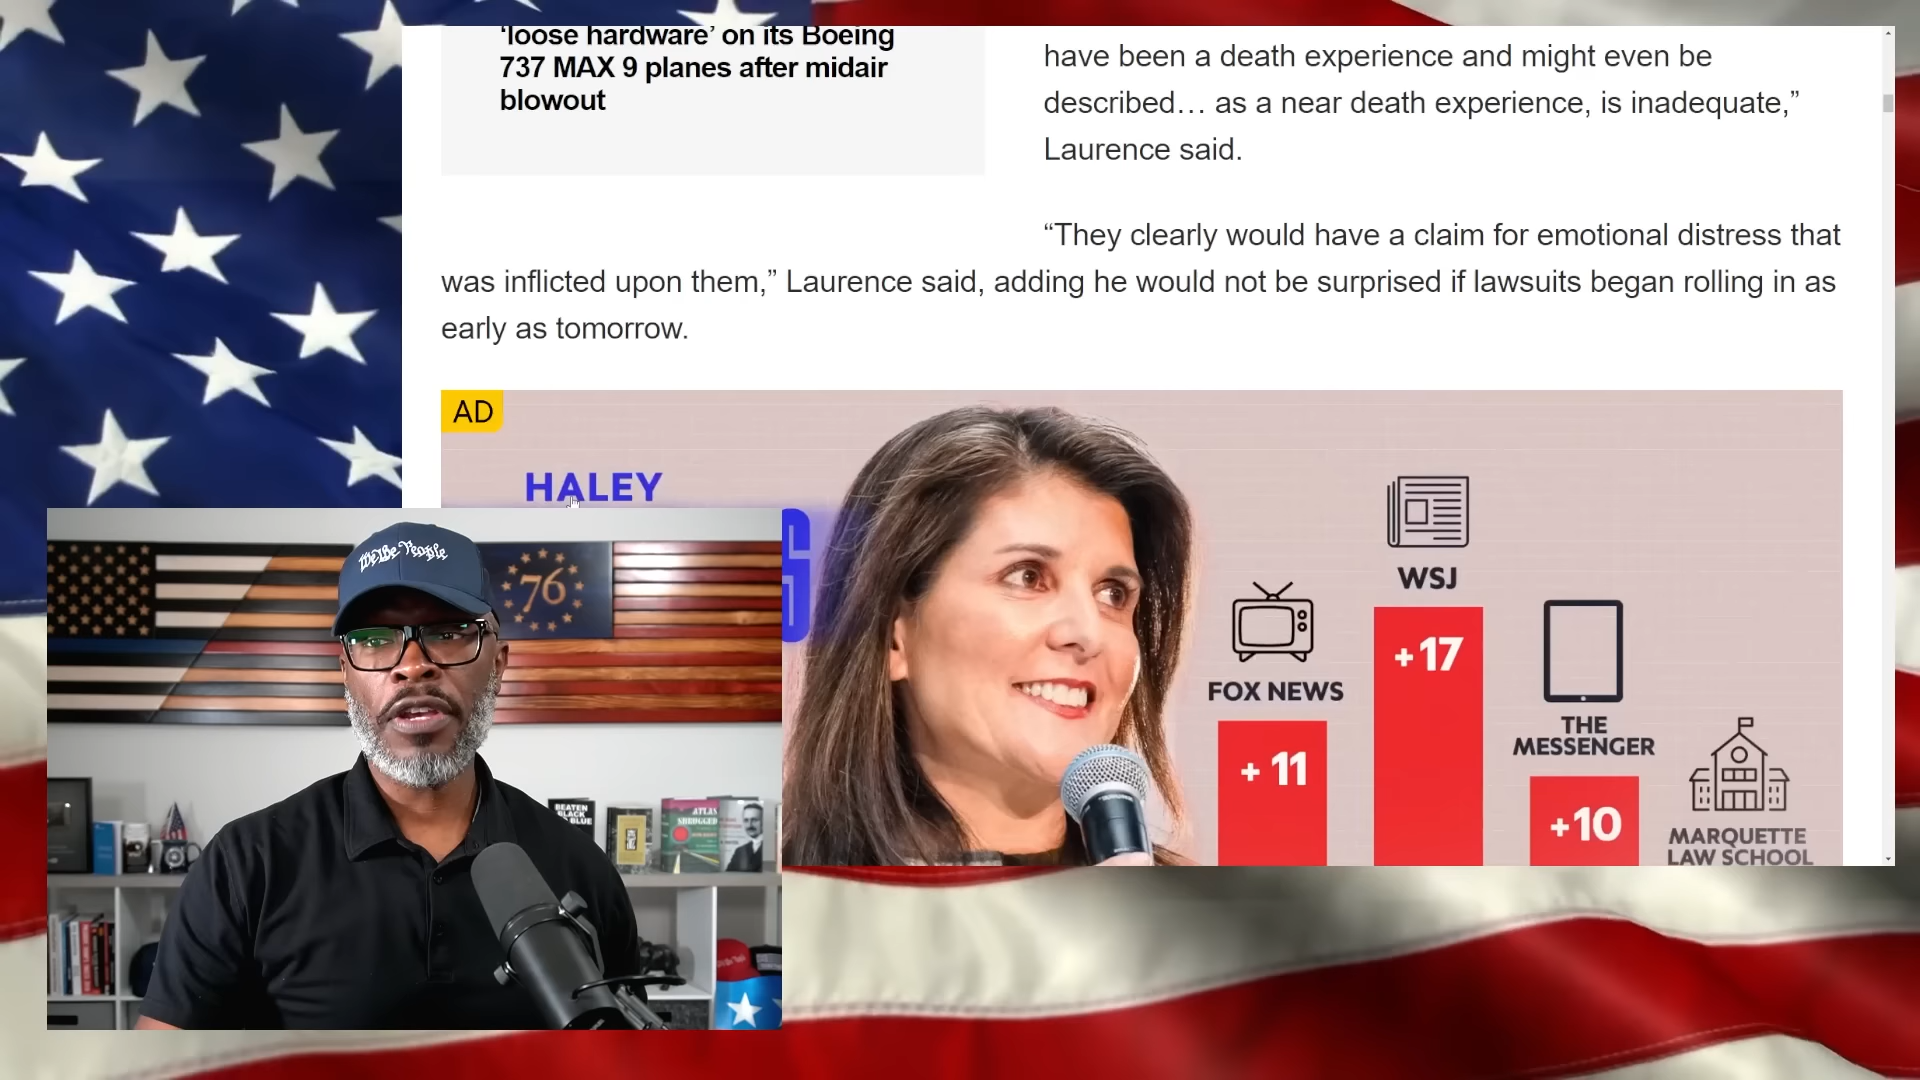 ‘loose hardware’ on its Boeing
737 MAX 9 planes after midair
blowout
have been a death experience and might even be
described… as a near death experience, is inadequate,”
Laurence said.
“They clearly would have a claim for emotional distress that
was inflicted upon them,” Laurence said, adding he would not be surprised if lawsuits began rolling in as
early as tomorrow.
AD
HALEY
WSJ
+17
FOX NEWS
+11
THE
MESSENGER
+10
MARQUETTE
LAW SCHOOL
We The People
76
BEATEN
BLACK
ATLAS
SHRUGGED